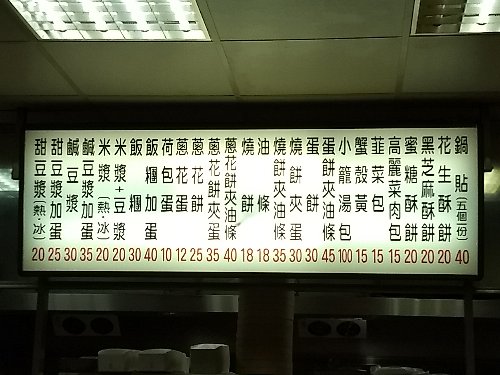 甜豆漿(熱·冰) 20
甜豆漿加蛋 25
鹹豆漿 30
鹹豆漿加蛋 35
米漿(熱·冰) 20
米漿+豆漿 20
飯糰 30
飯糰加蛋 40
荷包蛋 10
蔥花蛋 12
蔥花餅 25
蔥花餅夾蛋 35
蔥花餅夾油條 40
燒餅 18
油條 18
燒餅夾油條 35
燒餅夾蛋 30
蛋餅 30
蛋餅夾油條 45
小籠湯包 100
蟹殼黃 15
韭菜包 15
高麗菜肉包 15
蜜糖酥餅 20
黑芝麻酥餅 20
花生酥餅 20
鍋貼(五個一份) 40